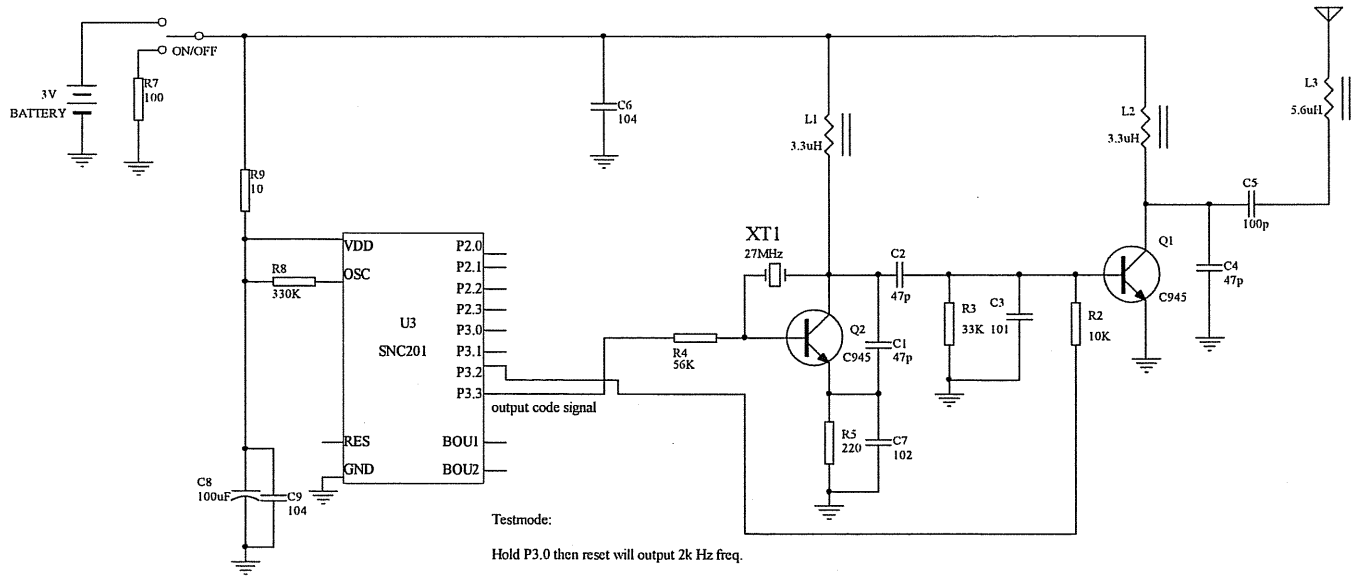 ON/OFF
3V
BATTERY
R7
100
C6
104
L1
3.3uH
L2
3.3uH
L3
5.6uH
R9
10
C5
100p
XT1
27MHz
C2
47p
Q1
C945
C4
47p
VDD
OSC
R8
330K
U3
SNC201
P2.0
P2.1
P2.2
P2.3
P3.0
P3.1
P3.2
P3.3
RES
GND
BOU1
BOU2
output code signal
R4
56K
Q2
C945
C1
47p
R3
33K
C3
101
R2
10K
R5
220
C7
102
C8
100uF
C9
104
Testmode:
Hold P3.0 then reset will output 2k Hz freq.